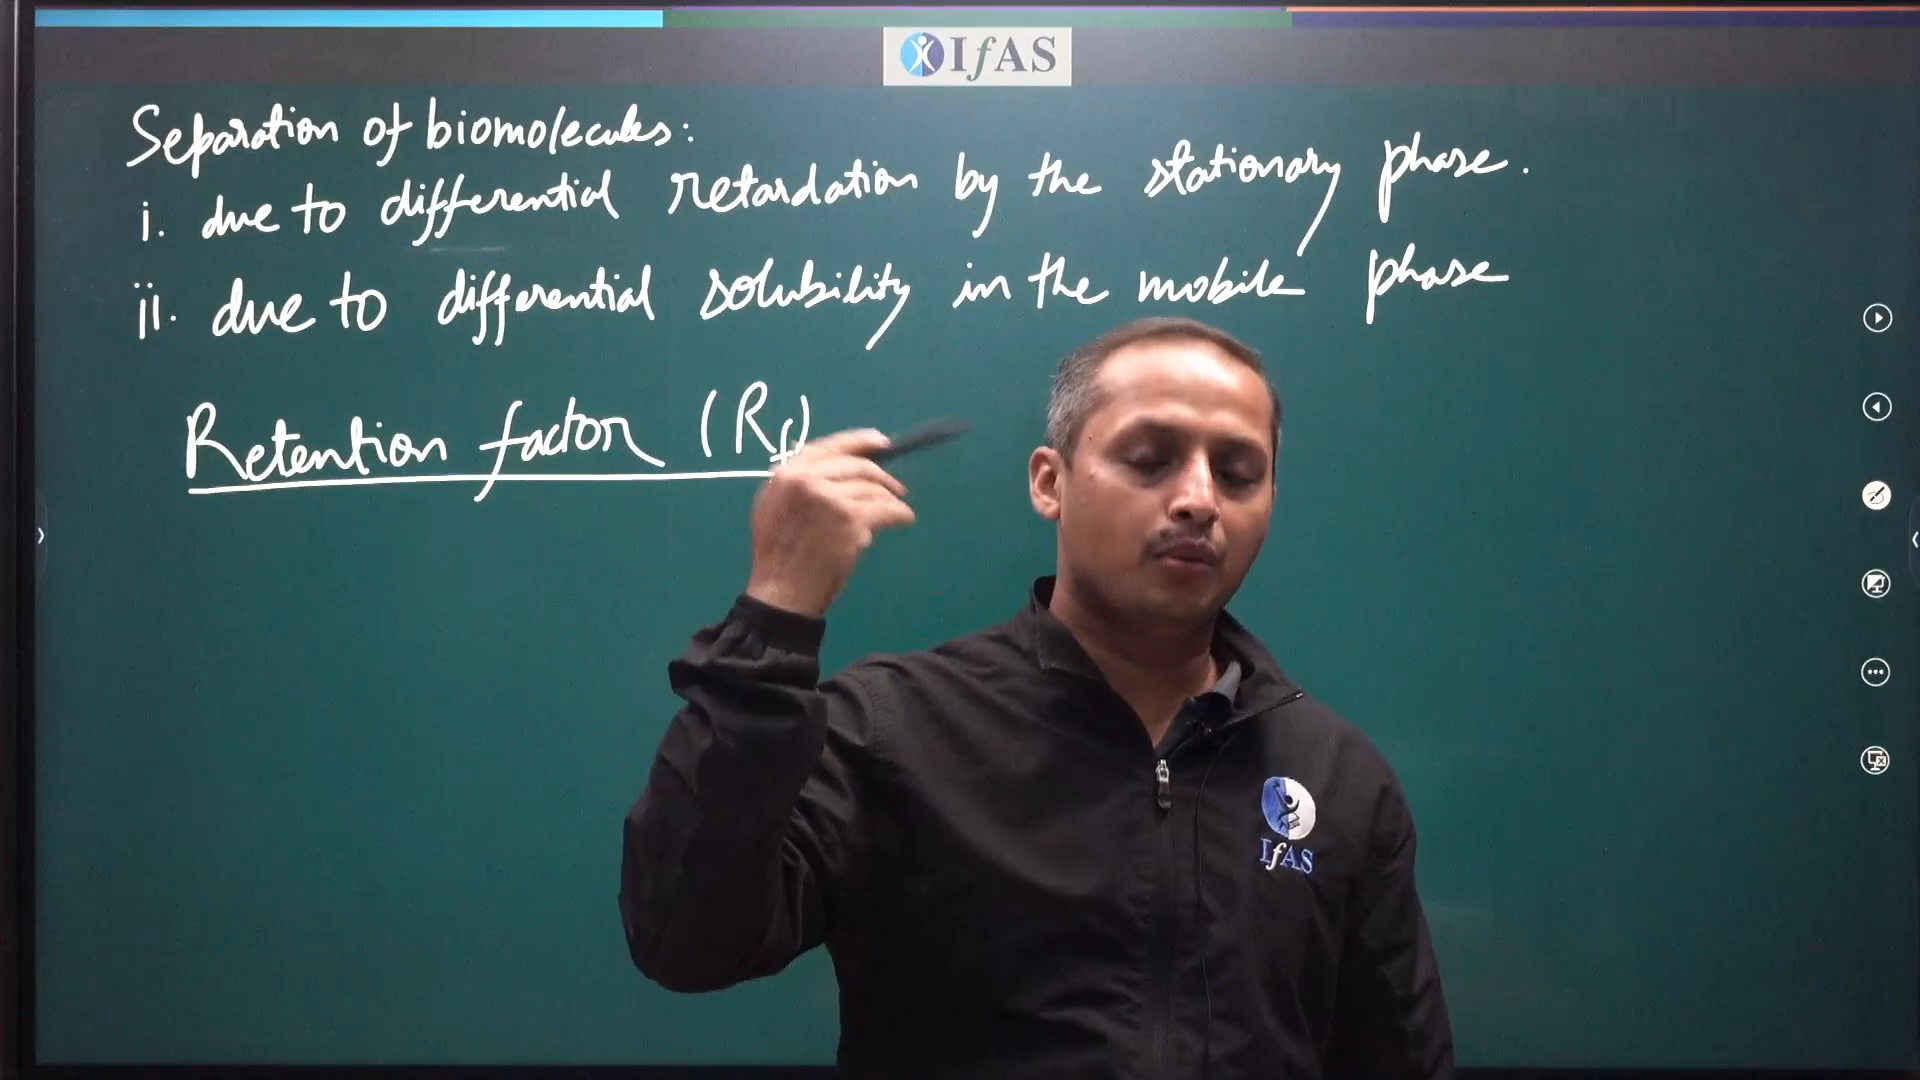 IfAS
Separation of biomolecules:
i. due to differential retardation by the stationary phase.
ii. due to differential solubility in the mobile phase
Retention factor (Rf)
IfAS